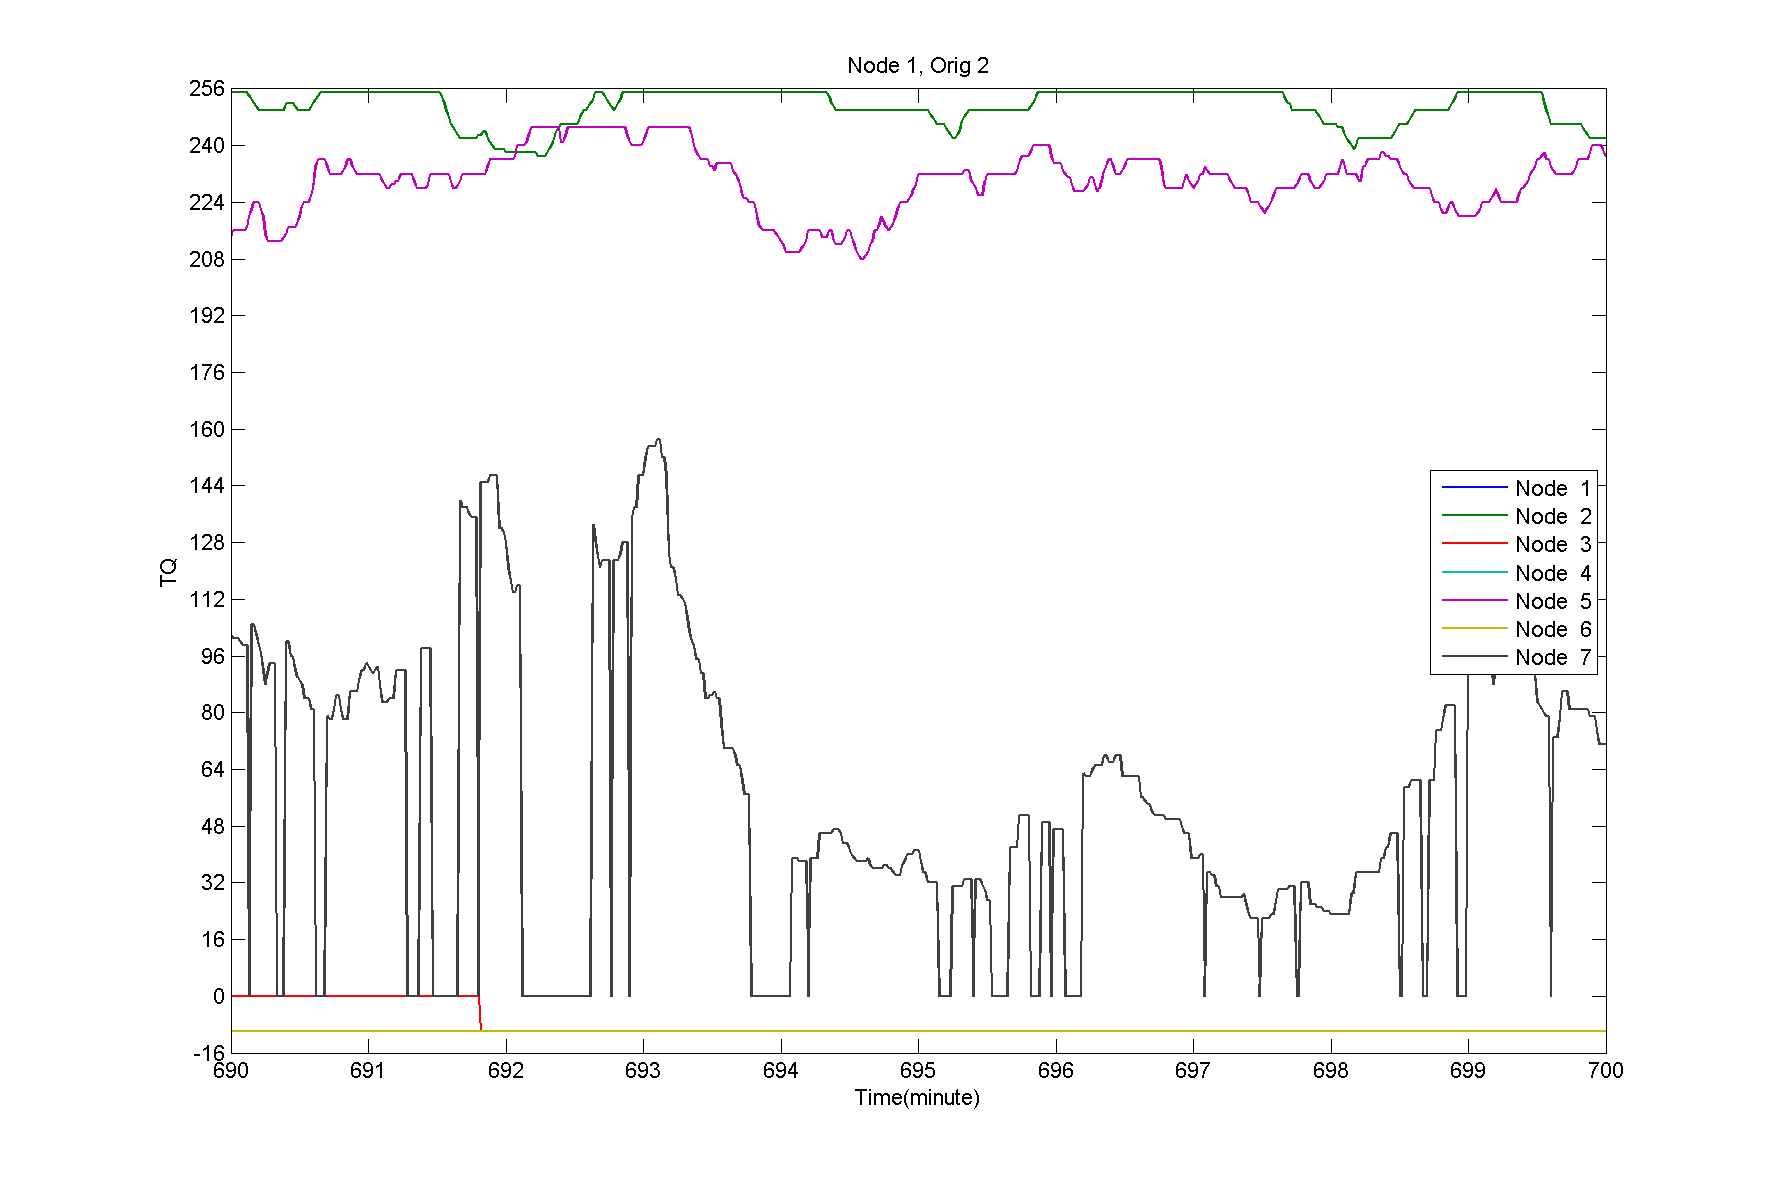 Node 1, Orig 2
256
240
224
208
192
176
160
144
128
112
96
80
64
48
32
16
0
-16
TQ
Node 1
Node 2
Node 3
Node 4
Node 5
Node 6
Node 7
690 691 692 693 694 695 696 697 698 699 700
Time(minute)